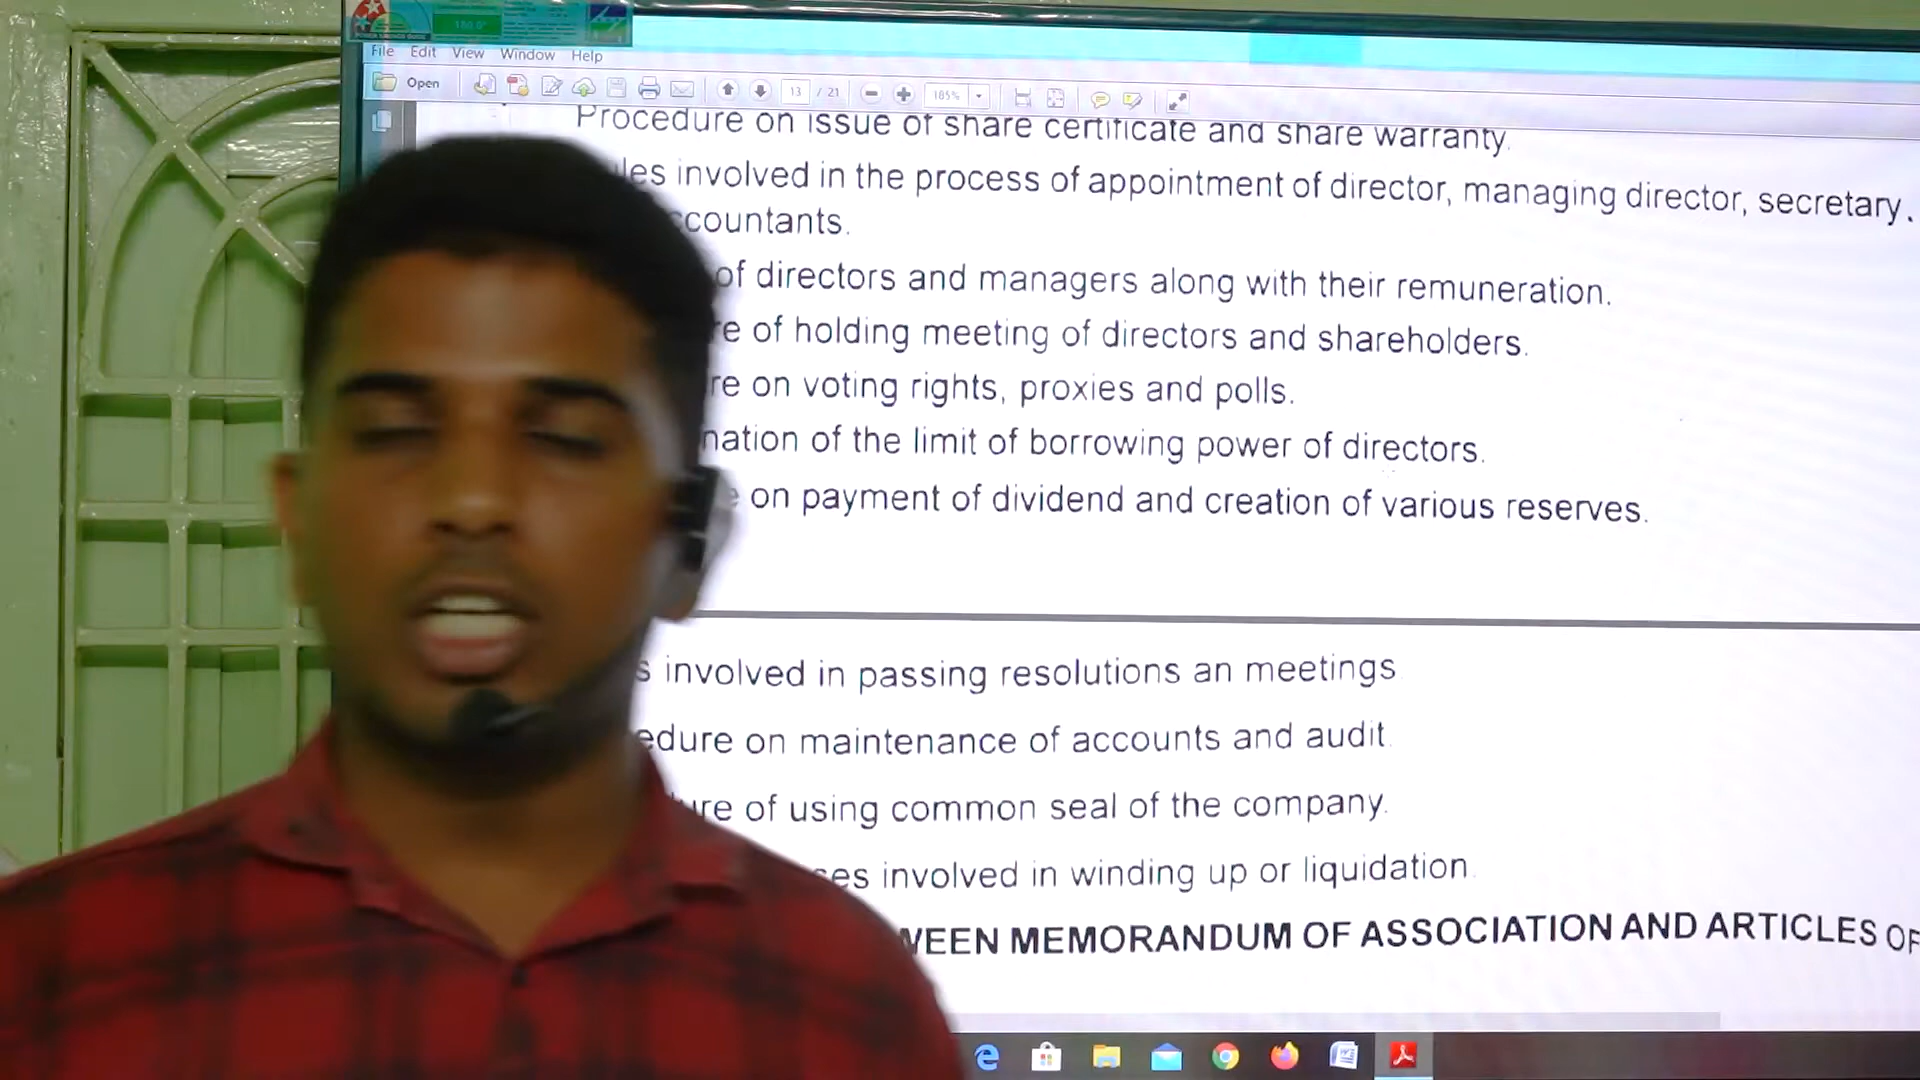 File Edit View Window Help
Open 13 / 21 185%
Procedure on issue of share certificate and share warranty.
les involved in the process of appointment of director, managing director, secretary.
ccountants.
of directors and managers along with their remuneration.
re of holding meeting of directors and shareholders.
re on voting rights, proxies and polls.
nation of the limit of borrowing power of directors.
on payment of dividend and creation of various reserves.
s involved in passing resolutions an meetings
edure on maintenance of accounts and audit.
ure of using common seal of the company.
ses involved in winding up or liquidation
WEEN MEMORANDUM OF ASSOCIATION AND ARTICLES OF